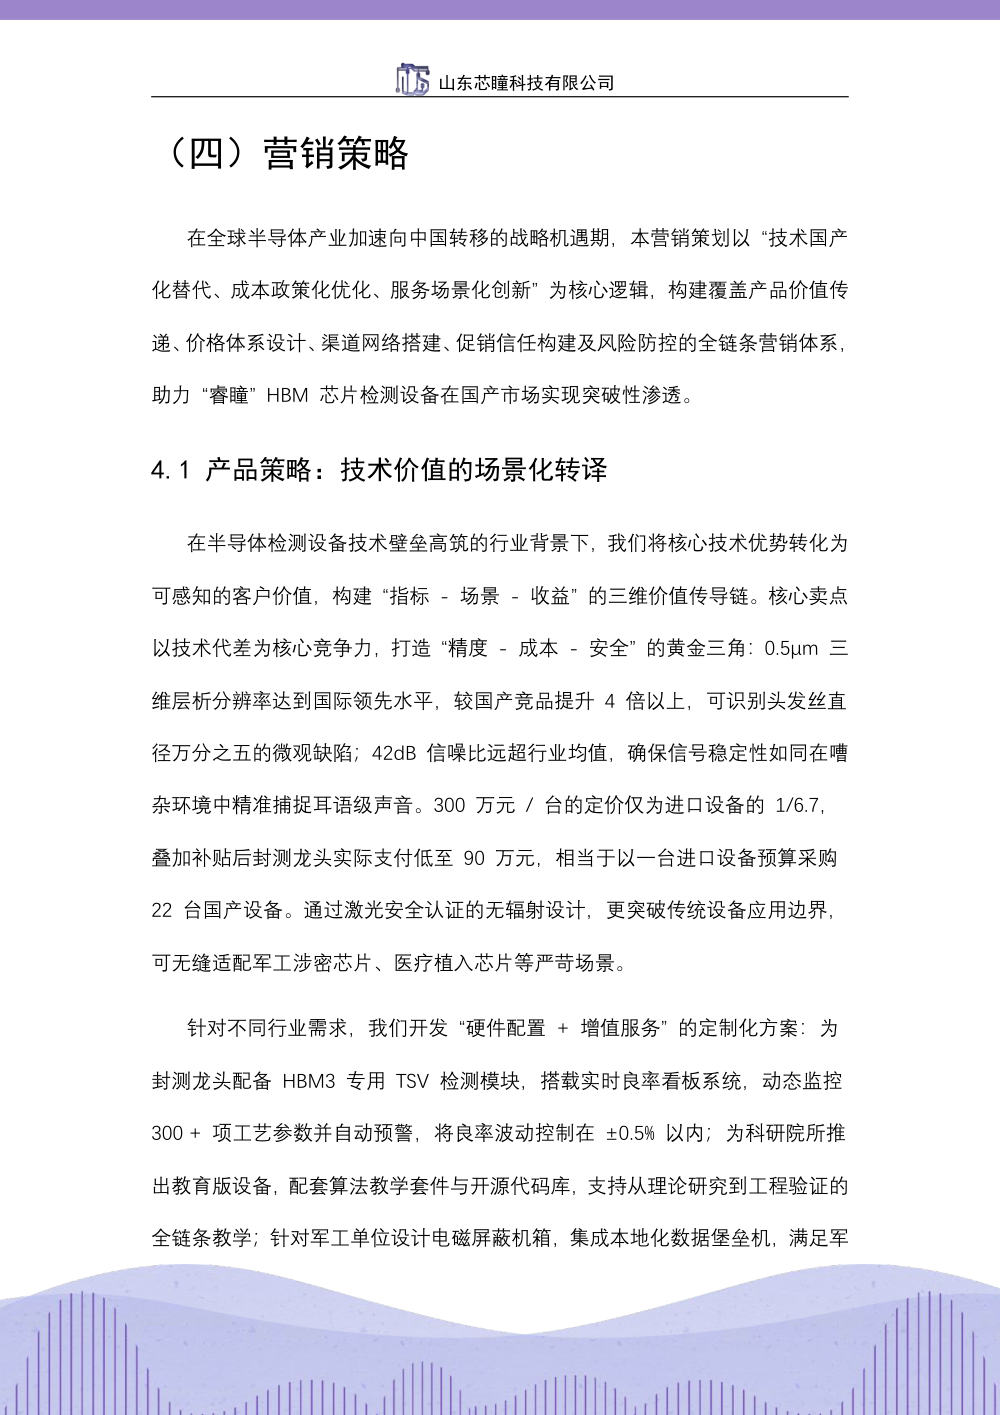 山东芯瞳科技有限公司
（四）营销策略
在全球半导体产业加速向中国转移的战略机遇期，本营销策划以 “技术国产
化替代、成本政策化优化、服务场景化创新” 为核心逻辑，构建覆盖产品价值传
递、价格体系设计、渠道网络搭建、促销信任构建及风险防控的全链条营销体系，
助力 “睿瞳” HBM 芯片检测设备在国产市场实现突破性渗透。
4.1 产品策略：技术价值的场景化转译
在半导体检测设备技术壁垒高筑的行业背景下，我们将核心技术优势转化为
可感知的客户价值，构建 “指标 - 场景 - 收益” 的三维价值传导链。核心卖点
以技术代差为核心竞争力，打造 “精度 - 成本 - 安全” 的黄金三角：0.5μm 三
维层析分辨率达到国际领先水平，较国产竞品提升 4 倍以上，可识别头发丝直
径万分之五的微观缺陷；42dB 信噪比远超行业均值，确保信号稳定性如同在嘈
杂环境中精准捕捉耳语级声音。300 万元 / 台的定价仅为进口设备的 1/6.7，
叠加补贴后封测龙头实际支付低至 90 万元，相当于以一台进口设备预算采购
22 台国产设备。通过激光安全认证的无辐射设计，更突破传统设备应用边界，
可无缝适配军工涉密芯片、医疗植入芯片等严苛场景。
针对不同行业需求，我们开发 “硬件配置 + 增值服务” 的定制化方案：为
封测龙头配备 HBM3 专用 TSV 检测模块，搭载实时良率看板系统，动态监控
300 + 项工艺参数并自动预警，将良率波动控制在 ±0.5% 以内；为科研院所推
出教育版设备，配套算法教学套件与开源代码库，支持从理论研究到工程验证的
全链条教学；针对军工单位设计电磁屏蔽机箱，集成本地化数据堡垒机，满足军